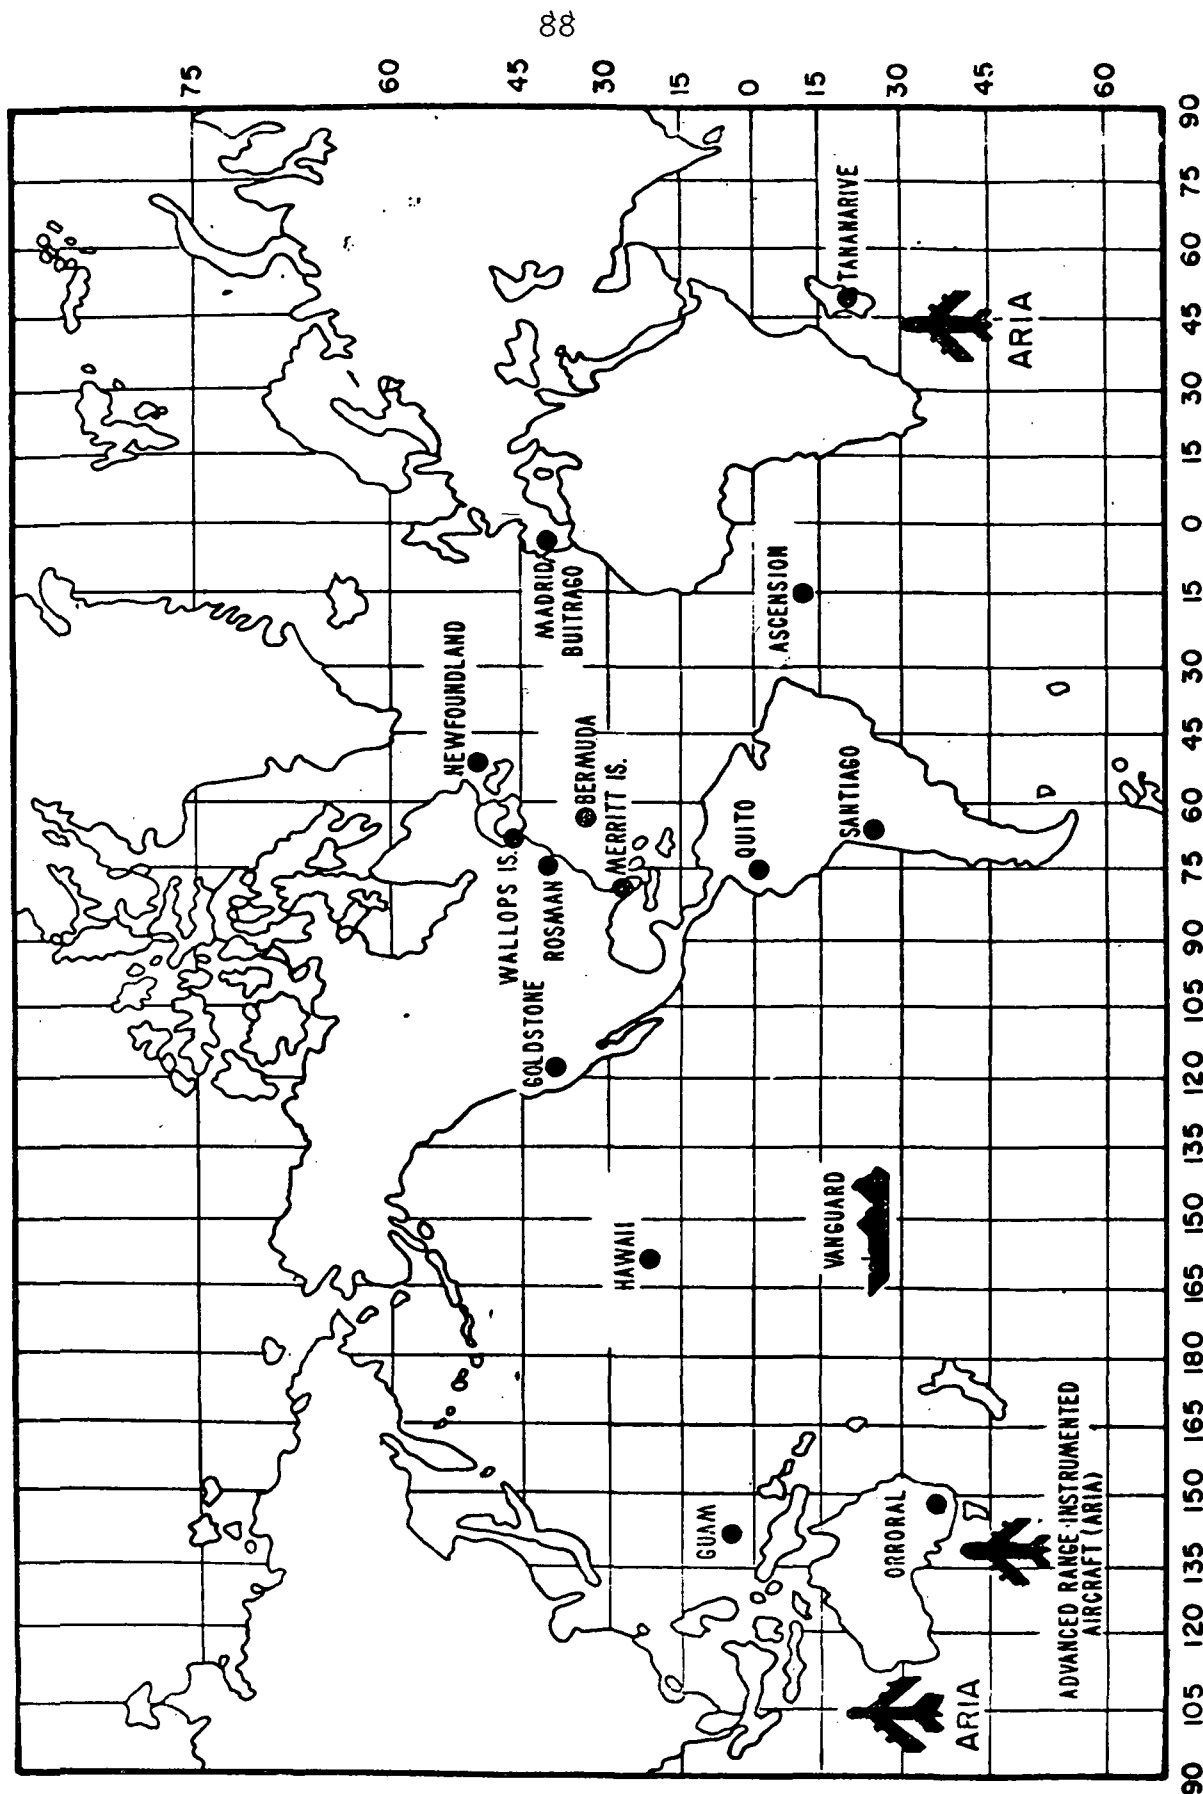 88
75
60
45
30
15
0
15
30
45
60
90
105
120
135
150
165
180
165
150
135
120
105
90
75
60
45
30
15
0
15
30
45
60
75
90
NEWFOUNDLAND
MADRID
BUITRAGO
WALLOPS IS.
ROSMAN
BERMUDA
MERRITT IS.
GOLDSTONE
HAWAII
GUAM
QUITO
ASCENSION
SANTIAGO
TANANARIVE
ARIA
VANGUARD
ORRORAL
ARIA
ADVANCED RANGE INSTRUMENTED
AIRCRAFT (ARIA)